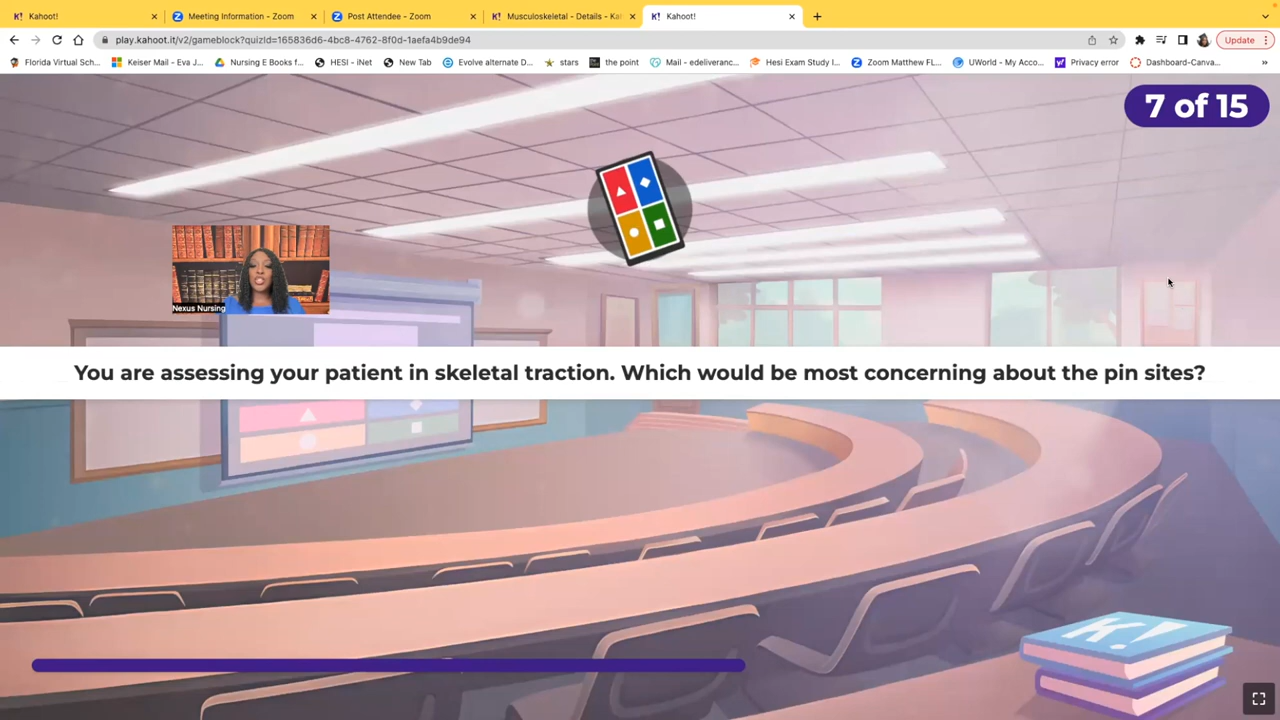 Kahoot!
Meeting Information - Zoom
Post Attendee - Zoom
Musculoskeletal - Details - Kah
Kahoot!
play.kahoot.it/v2/gameblock?quizId=165836d6-4bc8-4762-8f0d-1aefa4b9de94
Update
Florida Virtual Sch...
Keiser Mail - Eva J...
Nursing E Books f...
HESI - iNet
New Tab
Evolve alternate D...
stars
the point
Mail - edeliveranc...
Hesi Exam Study I...
Zoom Matthew FL...
UWorld - My Acco...
Privacy error
Dashboard-Canva...
»
7 of 15
Nexus Nursing
You are assessing your patient in skeletal traction. Which would be most concerning about the pin sites?
K!